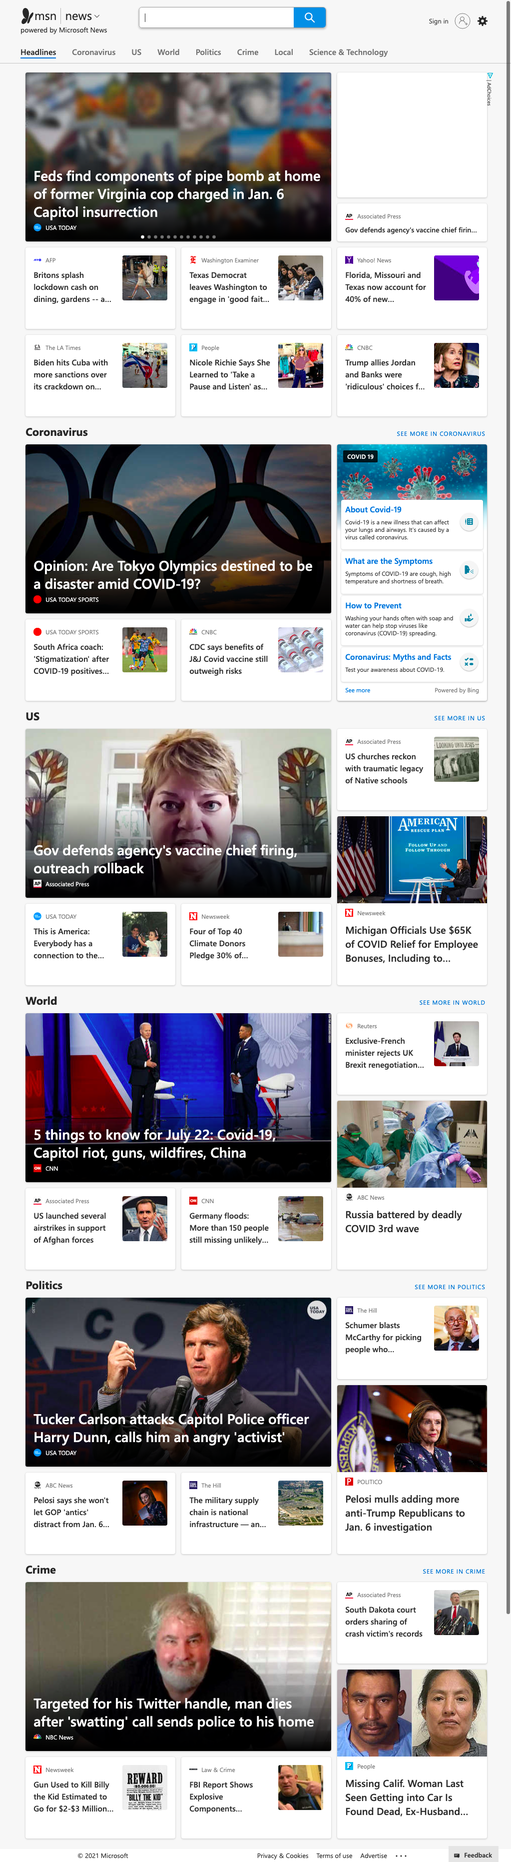 msn | news
powered by Microsoft News
Sign in
Headlines
Coronavirus
US
World
Politics
Crime
Local
Science & Technology
AdChoices
Feds find components of pipe bomb at home
of former Virginia cop charged in Jan. 6
Capitol insurrection
USA TODAY
Associated Press
Gov defends agency's vaccine chief firin...
AFP
Britons splash
lockdown cash on
dining, gardens -- a...
Washington Examiner
Texas Democrat
leaves Washington to
engage in 'good fait...
Yahoo! News
Florida, Missouri and
Texas now account for
40% of new...
The LA Times
Biden hits Cuba with
more sanctions over
its crackdown on...
People
Nicole Richie Says She
Learned to 'Take a
Pause and Listen' as...
CNBC
Trump allies Jordan
and Banks were
'ridiculous' choices f...
Coronavirus
SEE MORE IN CORONAVIRUS
Opinion: Are Tokyo Olympics destined to be
a disaster amid COVID-19?
USA TODAY SPORTS
COVID 19
About Covid-19
Covid-19 is a new illness that can affect
your lungs and airways. It's caused by a
virus called coronavirus.
What are the Symptoms
Symptoms of COVID-19 are cough, high
temperature and shortness of breath.
How to Prevent
Washing your hands often with soap and
water can help stop viruses like
coronavirus (COVID-19) spreading.
Coronavirus: Myths and Facts
Test your awareness about COVID-19.
See more
Powered by Bing
USA TODAY SPORTS
South Africa coach:
'Stigmatization' after
COVID-19 positives...
CNBC
CDC says benefits of
J&J Covid vaccine still
outweigh risks
US
SEE MORE IN US
Gov defends agency's vaccine chief firing,
outreach rollback
Associated Press
Associated Press
US churches reckon
with traumatic legacy
of Native schools
AMERICAN
RESCUE PLAN
FOLLOW UP AND
FOLLOW THROUGH
Newsweek
Michigan Officials Use $65K
of COVID Relief for Employee
Bonuses, Including to...
USA TODAY
This is America:
Everybody has a
connection to the...
Newsweek
Four of Top 40
Climate Donors
Pledge 30% of...
World
SEE MORE IN WORLD
5 things to know for July 22: Covid-19,
Capitol riot, guns, wildfires, China
CNN
Reuters
Exclusive-French
minister rejects UK
Brexit renegotiation...
ABC News
Russia battered by deadly
COVID 3rd wave
Associated Press
US launched several
airstrikes in support
of Afghan forces
CNN
Germany floods:
More than 150 people
still missing unlikely...
Politics
SEE MORE IN POLITICS
USA
TODAY
Tucker Carlson attacks Capitol Police officer
Harry Dunn, calls him an angry 'activist'
USA TODAY
The Hill
Schumer blasts
McCarthy for picking
people who...
POLITICO
Pelosi mulls adding more
anti-Trump Republicans to
Jan. 6 investigation
ABC News
Pelosi says she won't
let GOP 'antics'
distract from Jan. 6...
The Hill
The military supply
chain is national
infrastructure — an...
Crime
SEE MORE IN CRIME
Targeted for his Twitter handle, man dies
after 'swatting' call sends police to his home
NBC News
Associated Press
South Dakota court
orders sharing of
crash victim's records
People
Missing Calif. Woman Last
Seen Getting into Car Is
Found Dead, Ex-Husband...
Newsweek
Gun Used to Kill Billy
the Kid Estimated to
Go for $2-$3 Million...
REWARD
"BILLY THE KID"
Law & Crime
FBI Report Shows
Explosive
Components...
© 2021 Microsoft
Privacy & Cookies
Terms of use
Advertise
Feedback